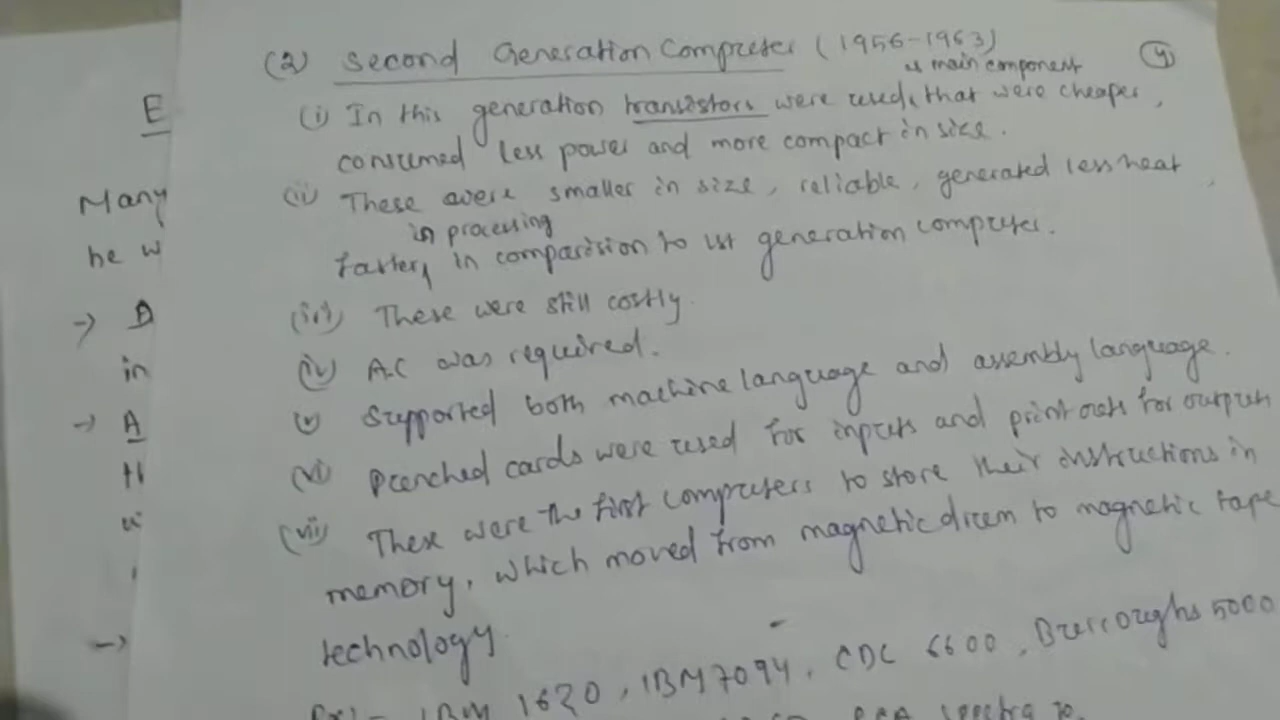 (2) Second Generation Computer (1956-1963)
④
as main component
(i) In this generation transistors were used, that were cheaper,
consumed less power and more compact in size.
(ii) These were smaller in size, reliable, generated less heat,
in processing
faster, in comparision to 1st generation computer.
(iii) These were still costly.
(iv) A.C was required.
(v) Supported both machine language and assembly language.
(vi) Punched cards were used for inputs and print outs for outputs
(vii) These were the first computers to store their instructions in
memory, which moved from magnetic drum to magnetic tape
technology.
Ex:- IBM 1620, IBM 7094, CDC 6600, Burroughs 5000
E
Many
he w
→ D
in
→ A
H
→